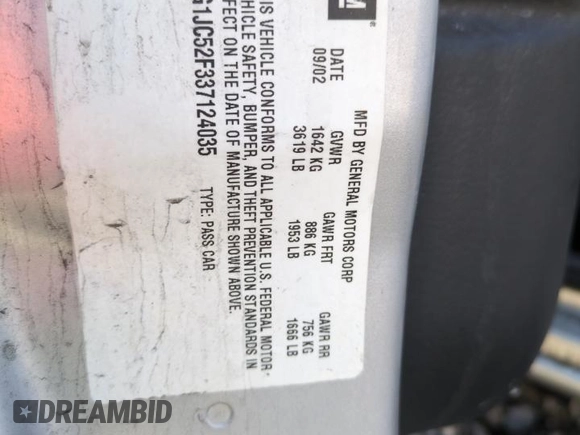 GM
MFD BY GENERAL MOTORS CORP
DATE GVWR GAWR FRT GAWR RR
09/02 1642 KG 886 KG 756 KG
3619 LB 1953 LB 1666 LB
IS VEHICLE CONFORMS TO ALL APPLICABLE U.S. FEDERAL MOTOR-
HICLE SAFETY, BUMPER, AND THEFT PREVENTION STANDARDS IN
FECT ON THE DATE OF MANUFACTURE SHOWN ABOVE.
G1JC52F337124035 TYPE: PASS CAR
DREAMBID